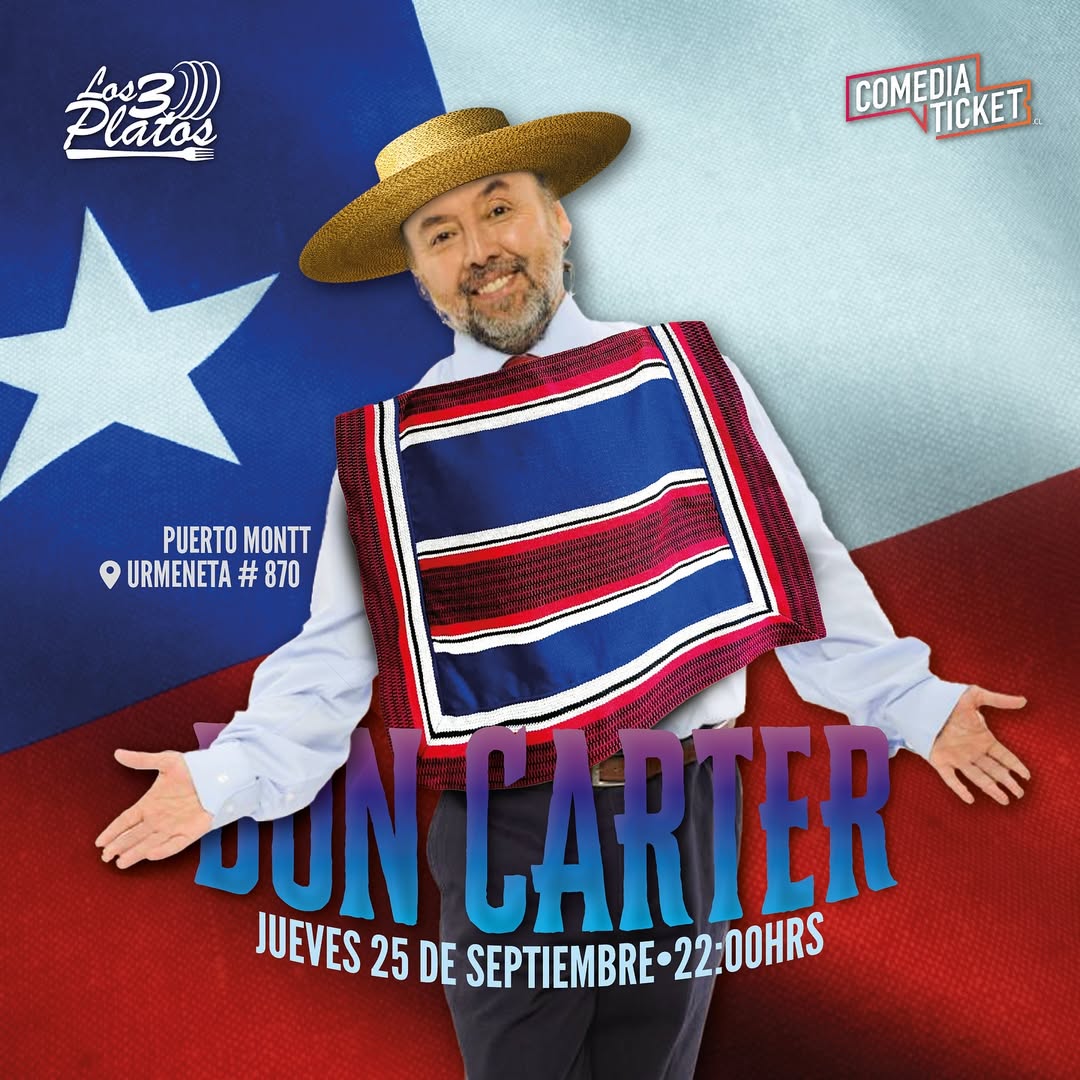 Los 3
Platos
COMEDIA
TICKET
.CL
PUERTO MONTT
URMENETA # 870
DON CARTER
JUEVES 25 DE SEPTIEMBRE•22:00HRS